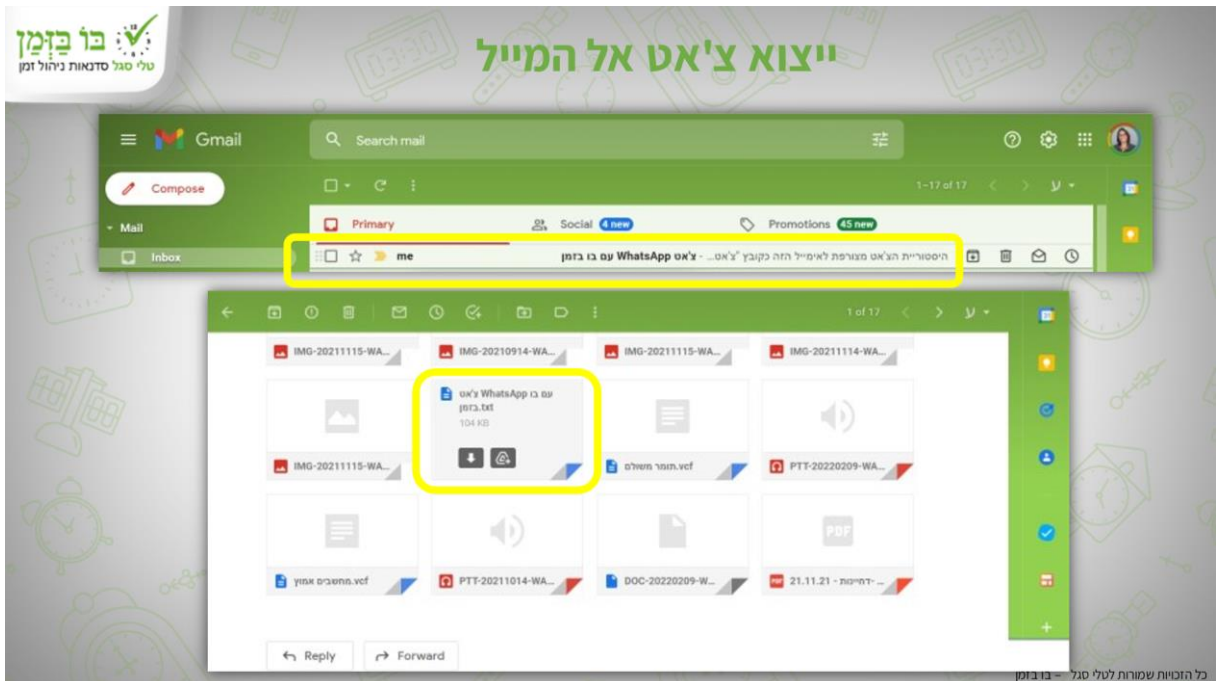 בּוֹ בַּזְּמַן
טלי סגל סדנאות ניהול זמן
ייצוא צ'אט אל המייל
Gmail
Search mail
Compose
1-17 of 17
ע
Mail
Primary
Social 4 new
Promotions 45 new
Inbox
me
צ'אט WhatsApp עם בו בזמן - היסטוריית הצ'אט מצורפת לאימייל הזה כקובץ "צ'אט...
1 of 17
ע
IMG-20211115-WA...
IMG-20210914-WA...
IMG-20211115-WA...
IMG-20211114-WA...
צ'אט WhatsApp עם בו
בזמן.txt
104 KB
IMG-20211115-WA...
תומר משולם.vcf
PTT-20220209-WA...
PDF
מחשבים אמוץ.vcf
PTT-20211014-WA...
DOC-20220209-W...
21.11.21 - דחיינות- ...
Reply
Forward
כל הזכויות שמורות לטלי סגל – בו בזמן